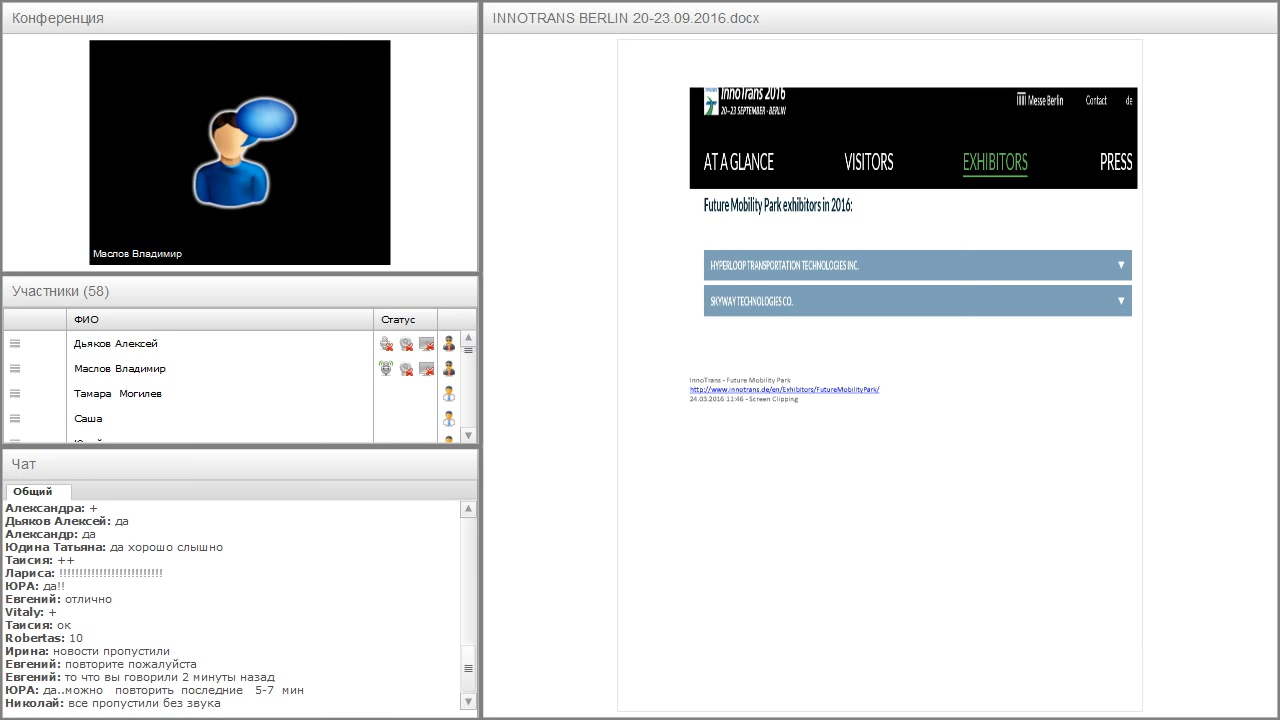 Конференция
Маслов Владимир
Участники (58)
ФИО
Статус
Дьяков Алексей
Маслов Владимир
Тамара Могилев
Саша
Чат
Общий
Александра: +
Дьяков Алексей: да
Александр: да
Юдина Татьяна: да хорошо слышно
Таисия: ++
Лариса: !!!!!!!!!!!!!!!!!!!!!!!!!!
ЮРА: да!!
Евгений: отлично
Vitaly: +
Таисия: ок
Robertas: 10
Ирина: новости пропустили
Евгений: повторите пожалуйста
Евгений: то что вы говорили 2 минуты назад
ЮРА: да..можно повторить последние 5-7 мин
Николай: все пропустили без звука
INNOTRANS BERLIN 20-23.09.2016.docx
InnoTrans 2016
20–23 SEPTEMBER · BERLIN
Messe Berlin Contact de
AT A GLANCE VISITORS EXHIBITORS PRESS
Future Mobility Park exhibitors in 2016:
HYPERLOOP TRANSPORTATION TECHNOLOGIES INC.
SKYWAY TECHNOLOGIES CO.
InnoTrans - Future Mobility Park
http://www.innotrans.de/en/Exhibitors/FutureMobilityPark/
24.03.2016 11:46 - Screen Clipping